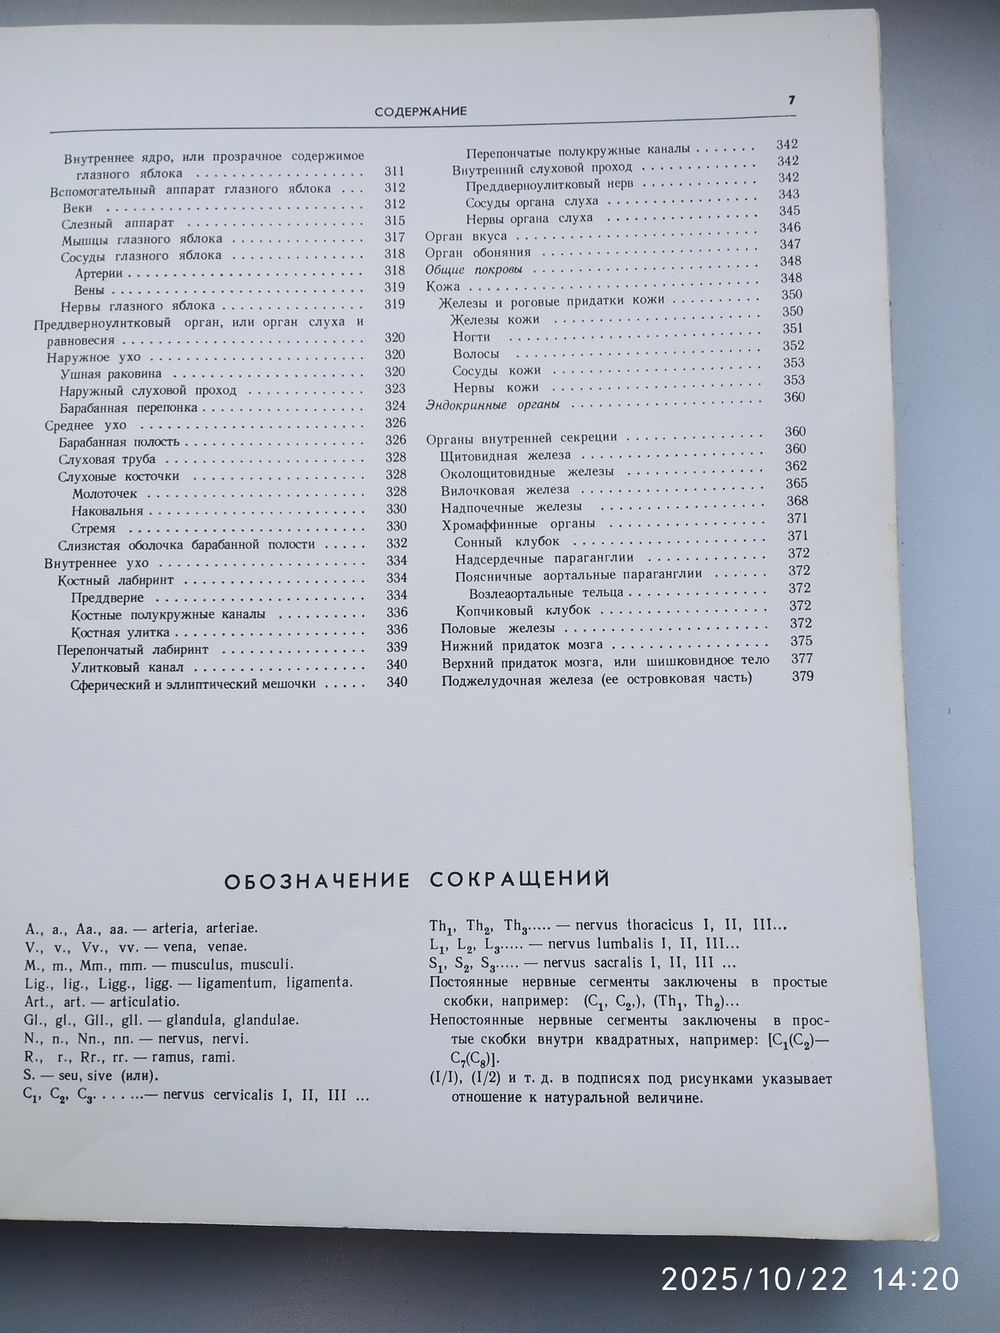 СОДЕРЖАНИЕ
7
Внутреннее ядро, или прозрачное содержимое
глазного яблока . . . . . . . . . . . . . . . . . . 311
Вспомогательный аппарат глазного яблока . . . 312
Веки . . . . . . . . . . . . . . . . . . . . . . . . . . . . 312
Слезный аппарат . . . . . . . . . . . . . . . . . . . . 315
Мышцы глазного яблока . . . . . . . . . . . . . . 317
Сосуды глазного яблока . . . . . . . . . . . . . . 318
Артерии . . . . . . . . . . . . . . . . . . . . . . . . . 318
Вены . . . . . . . . . . . . . . . . . . . . . . . . . . . 319
Нервы глазного яблока . . . . . . . . . . . . . . . 319
Преддверноулитковый орган, или орган слуха и
равновесия . . . . . . . . . . . . . . . . . . . . . . . . . 320
Наружное ухо . . . . . . . . . . . . . . . . . . . . . . . 320
Ушная раковина . . . . . . . . . . . . . . . . . . . . 320
Наружный слуховой проход . . . . . . . . . . . . 323
Барабанная перепонка . . . . . . . . . . . . . . . . . 324
Среднее ухо . . . . . . . . . . . . . . . . . . . . . . . . 326
Барабанная полость . . . . . . . . . . . . . . . . . . . 326
Слуховая труба . . . . . . . . . . . . . . . . . . . . . 328
Слуховые косточки . . . . . . . . . . . . . . . . . . 328
Молоточек . . . . . . . . . . . . . . . . . . . . . . . 328
Наковальня . . . . . . . . . . . . . . . . . . . . . . . 330
Стремя . . . . . . . . . . . . . . . . . . . . . . . . . 330
Слизистая оболочка барабанной полости . . . . . 332
Внутреннее ухо . . . . . . . . . . . . . . . . . . . . . . 334
Костный лабиринт . . . . . . . . . . . . . . . . . . . 334
Преддверие . . . . . . . . . . . . . . . . . . . . . . 334
Костные полукружные каналы . . . . . . . . . . 336
Костная улитка . . . . . . . . . . . . . . . . . . . . 336
Перепончатый лабиринт . . . . . . . . . . . . . . . 339
Улитковый канал . . . . . . . . . . . . . . . . . . 340
Сферический и эллиптический мешочки . . . . . 340
Перепончатые полукружные каналы . . . . . . . 342
Внутренний слуховой проход . . . . . . . . . . . . 342
Преддверноулитковый нерв . . . . . . . . . . . . 342
Сосуды органа слуха . . . . . . . . . . . . . . . . 343
Нервы органа слуха . . . . . . . . . . . . . . . . 345
Орган вкуса . . . . . . . . . . . . . . . . . . . . . . . . 346
Орган обоняния . . . . . . . . . . . . . . . . . . . . . . 347
Общие покровы . . . . . . . . . . . . . . . . . . . . . . 348
Кожа . . . . . . . . . . . . . . . . . . . . . . . . . . . . . 348
Железы и роговые придатки кожи . . . . . . . . . 350
Железы кожи . . . . . . . . . . . . . . . . . . . . 350
Ногти . . . . . . . . . . . . . . . . . . . . . . . . . 351
Волосы . . . . . . . . . . . . . . . . . . . . . . . . 352
Сосуды кожи . . . . . . . . . . . . . . . . . . . . . 353
Нервы кожи . . . . . . . . . . . . . . . . . . . . . 353
Эндокринные органы . . . . . . . . . . . . . . . . . . . 360
Органы внутренней секреции . . . . . . . . . . . . . . 360
Щитовидная железа . . . . . . . . . . . . . . . . . . 360
Околощитовидные железы . . . . . . . . . . . . . . 362
Вилочковая железа . . . . . . . . . . . . . . . . . . 365
Надпочечные железы . . . . . . . . . . . . . . . . . 368
Хромаффинные органы . . . . . . . . . . . . . . . . 371
Сонный клубок . . . . . . . . . . . . . . . . . . . . 371
Надсердечные параганглии . . . . . . . . . . . . . 372
Поясничные аортальные параганглии . . . . . . 372
Возлеаортальные тельца . . . . . . . . . . . . . . 372
Копчиковый клубок . . . . . . . . . . . . . . . . . 372
Половые железы . . . . . . . . . . . . . . . . . . . . . 372
Нижний придаток мозга . . . . . . . . . . . . . . . . 375
Верхний придаток мозга, или шишковидное тело 377
Поджелудочная железа (ее островковая часть) 379
ОБОЗНАЧЕНИЕ СОКРАЩЕНИЙ
A., a., Aa., aa. — arteria, arteriae.
V., v., Vv., vv. — vena, venae.
M., m., Mm., mm. — musculus, musculi.
Lig., lig., Ligg., ligg. — ligamentum, ligamenta.
Art., art. — articulatio.
Gl., gl., Gll., gll. — glandula, glandulae.
N., n., Nn., nn. — nervus, nervi.
R., r., Rr., rr. — ramus, rami.
S. — seu, sive (или).
C₁, C₂, C₃. . . . ...— nervus cervicalis I, II, III ...
Th₁, Th₂, Th₃..... — nervus thoracicus I, II, III...
L₁, L₂, L₃..... — nervus lumbalis I, II, III...
S₁, S₂, S₃..... — nervus sacralis I, II, III ...
Постоянные нервные сегменты заключены в простые
скобки, например: (C₁, C₂,), (Th₁, Th₂)...
Непостоянные нервные сегменты заключены в прос-
тые скобки внутри квадратных, например: [C₁(C₂)—
C₇(C₈)].
(I/I), (I/2) и т. д. в подписях под рисунками указывает
отношение к натуральной величине.
2025/10/22 14:20